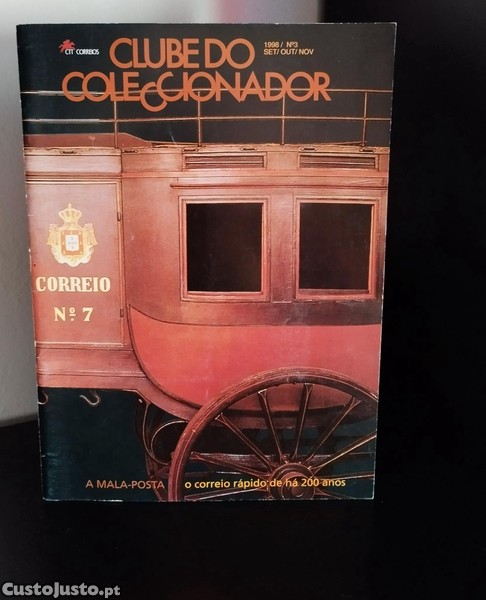 CTT CORREIOS
CLUBE DO
COLECCIONADOR
1998 / Nº3
SET/ OUT/ NOV
CORREIO
Nº 7
A MALA-POSTA o correio rápido de há 200 anos
CustoJusto.pt